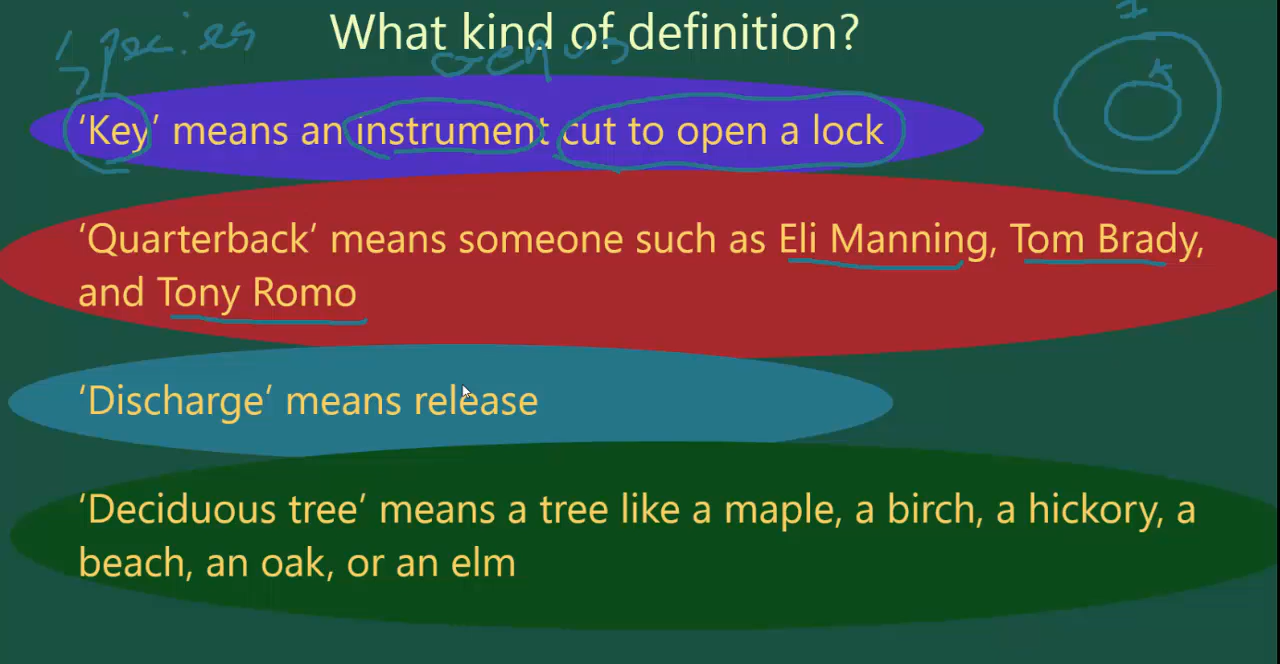 What kind of definition?
species
genus
I
K
‘Key’ means an instrument cut to open a lock
‘Quarterback’ means someone such as Eli Manning, Tom Brady,
and Tony Romo
‘Discharge’ means release
‘Deciduous tree’ means a tree like a maple, a birch, a hickory, a
beach, an oak, or an elm